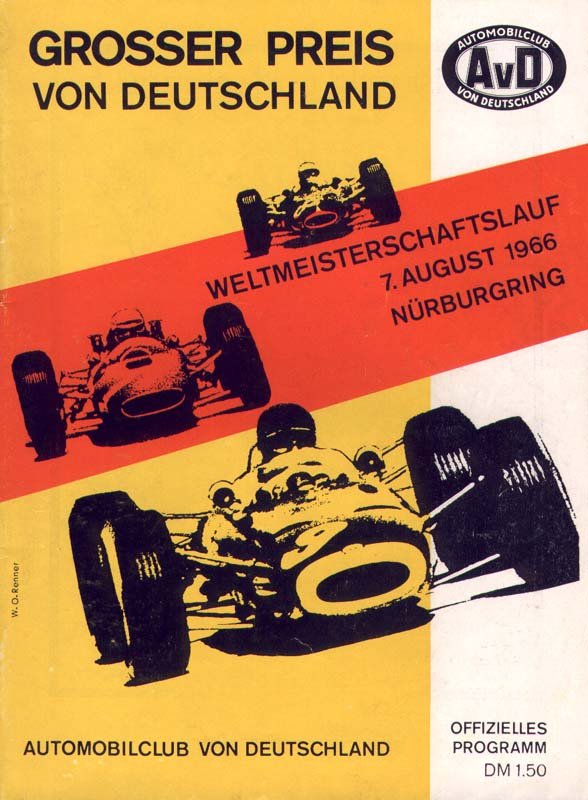 GROSSER PREIS
VON DEUTSCHLAND
AUTOMOBILCLUB
AvD
VON DEUTSCHLAND
WELTMEISTERSCHAFTSLAUF
7. AUGUST 1966
NÜRBURGRING
W.-O.-Renner
AUTOMOBILCLUB VON DEUTSCHLAND
OFFIZIELLES
PROGRAMM
DM 1.50